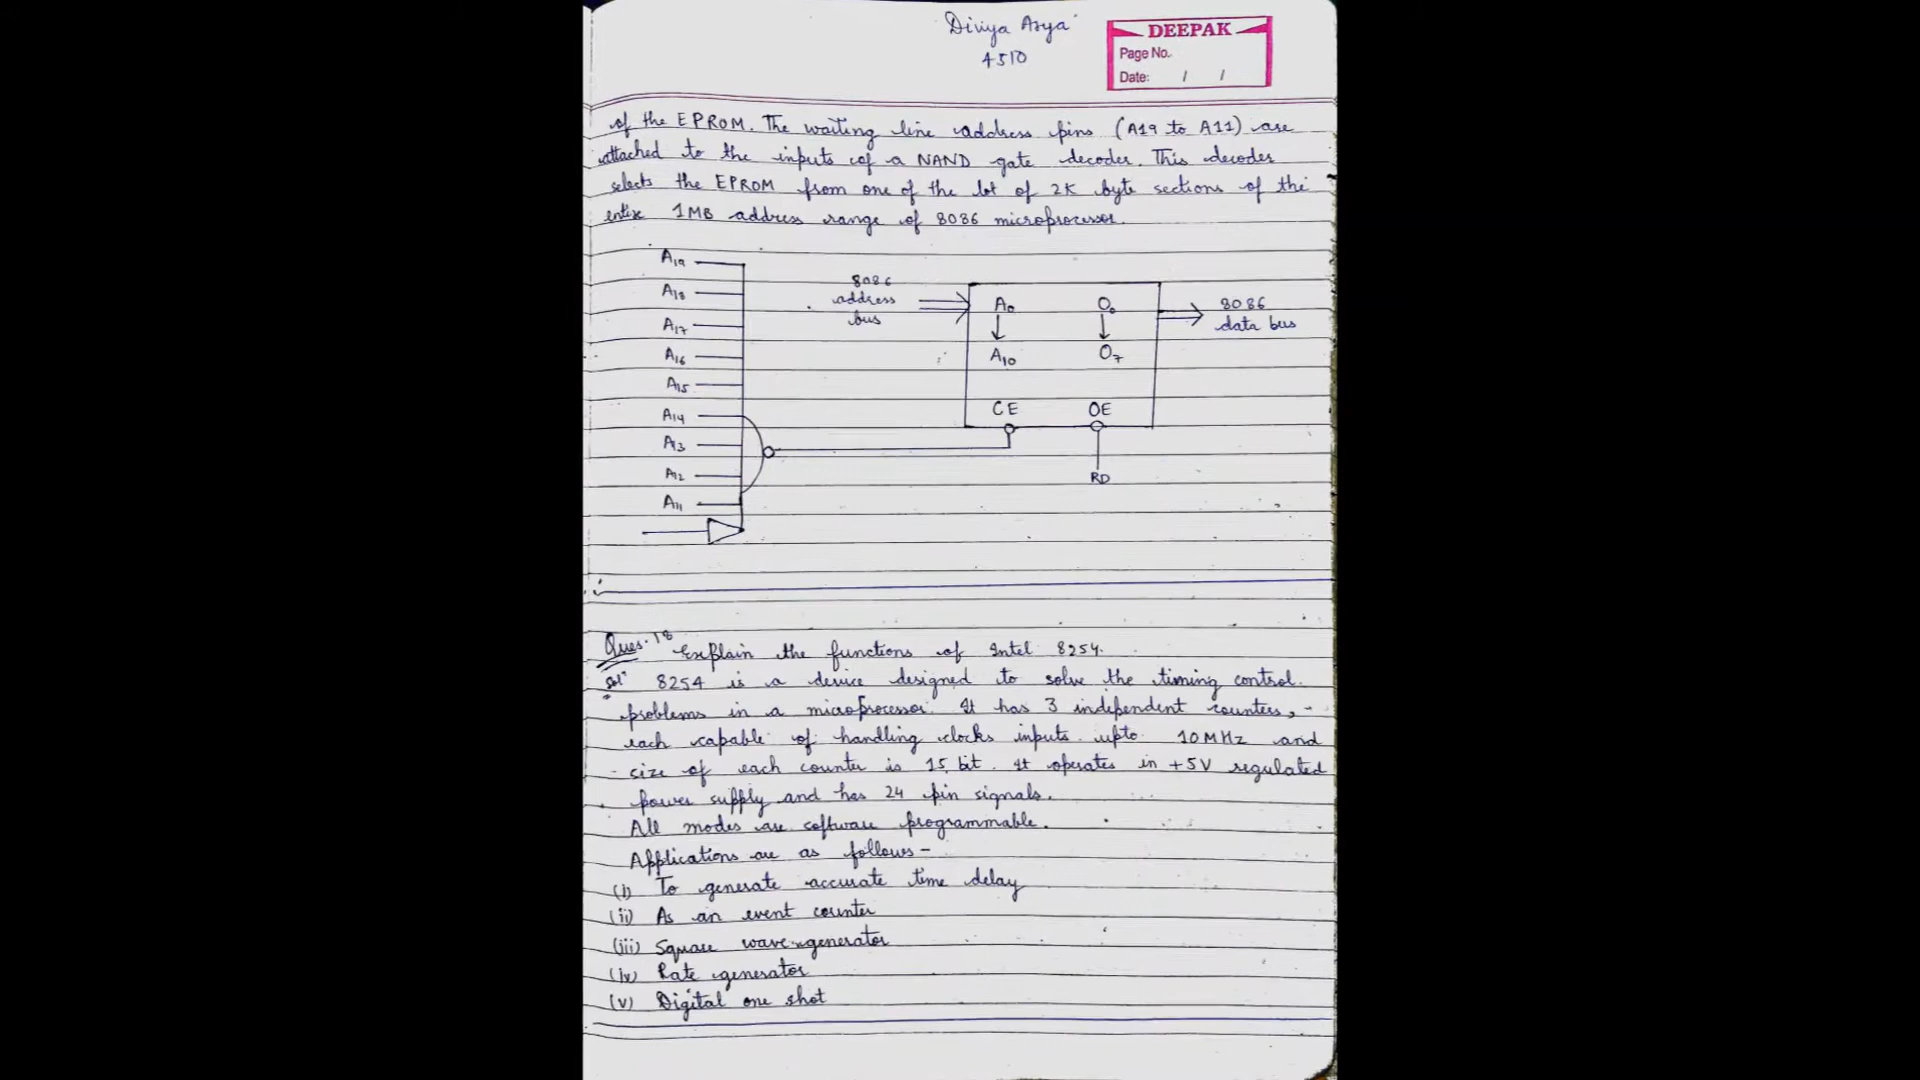 Divya Arya
4510
DEEPAK
Page No.
Date: / /
of the EPROM. The waiting line address pins (A19 to A11) are
attached to the inputs of a NAND gate decoder. This decoder
selects the EPROM from one of the lot of 2K byte sections of the
entire 1MB address range of 8086 microprocessor.
A19
A18
A17
A16
A15
A14
A13
A12
A11
8086
address
bus
A0
A10
O0
O7
CE
OE
RD
8086
data bus
Ques. 18 Explain the functions of Intel 8254.
Sol 8254 is a device designed to solve the timing control
problems in a microprocessor. It has 3 independent counters,
each capable of handling clocks inputs upto 10MHz and
size of each counter is 15 bit. It operates in +5V regulated
power supply and has 24 pin signals.
All modes are software programmable.
Applications are as follows-
(i) To generate accurate time delay
(ii) As an event counter
(iii) Square wave generator
(iv) Rate generator
(v) Digital one shot